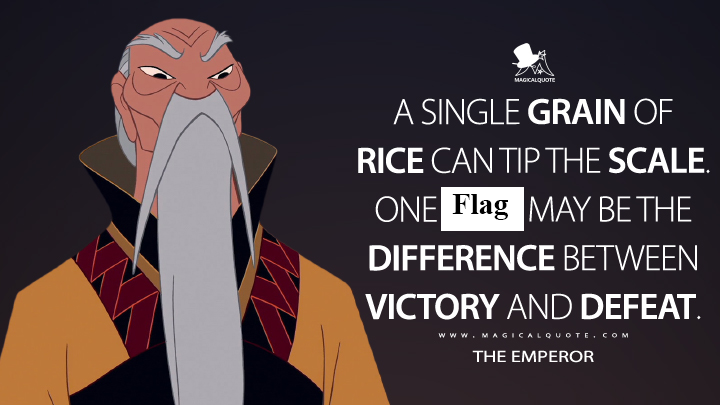 MAGICALQUOTE
A SINGLE GRAIN OF
RICE CAN TIP THE SCALE.
ONE Flag MAY BE THE
DIFFERENCE BETWEEN
VICTORY AND DEFEAT.
WWW.MAGICALQUOTE.COM
THE EMPEROR